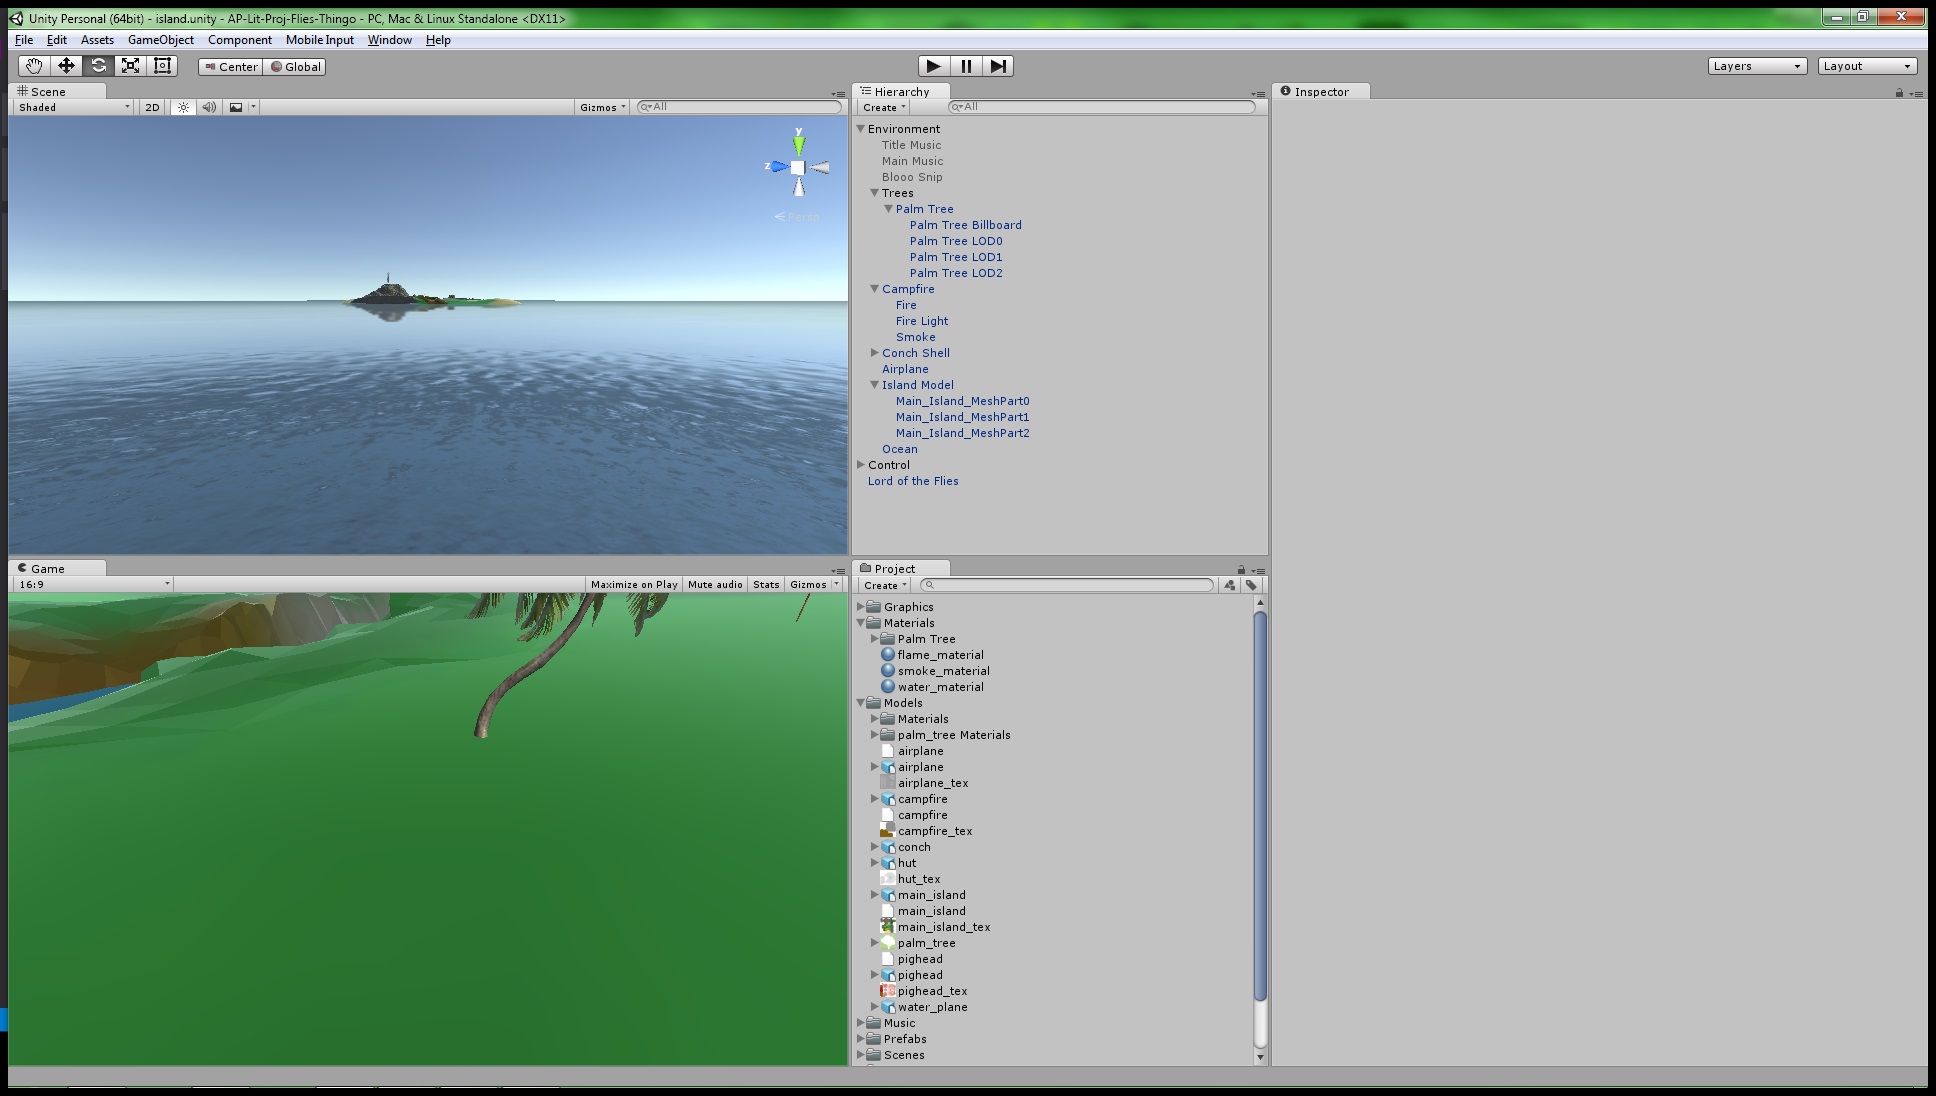 Unity Personal (64bit) - island.unity - AP-Lit-Proj-Flies-Thingo - PC, Mac & Linux Standalone <DX11>
File Edit Assets GameObject Component Mobile Input Window Help
Center Global Layers Layout
Scene
Shaded 2D Gizmos All
y
z
Persp
Hierarchy
Create All
Environment
Title Music
Main Music
Blooo Snip
Trees
Palm Tree
Palm Tree Billboard
Palm Tree LOD0
Palm Tree LOD1
Palm Tree LOD2
Campfire
Fire
Fire Light
Smoke
Conch Shell
Airplane
Island Model
Main_Island_MeshPart0
Main_Island_MeshPart1
Main_Island_MeshPart2
Ocean
Control
Lord of the Flies
Inspector
Game
16:9 Maximize on Play Mute audio Stats Gizmos
Project
Create
Graphics
Materials
Palm Tree
flame_material
smoke_material
water_material
Models
Materials
palm_tree Materials
airplane
airplane
airplane_tex
campfire
campfire
campfire_tex
conch
hut
hut_tex
main_island
main_island
main_island_tex
palm_tree
pighead
pighead
pighead_tex
water_plane
Music
Prefabs
Scenes